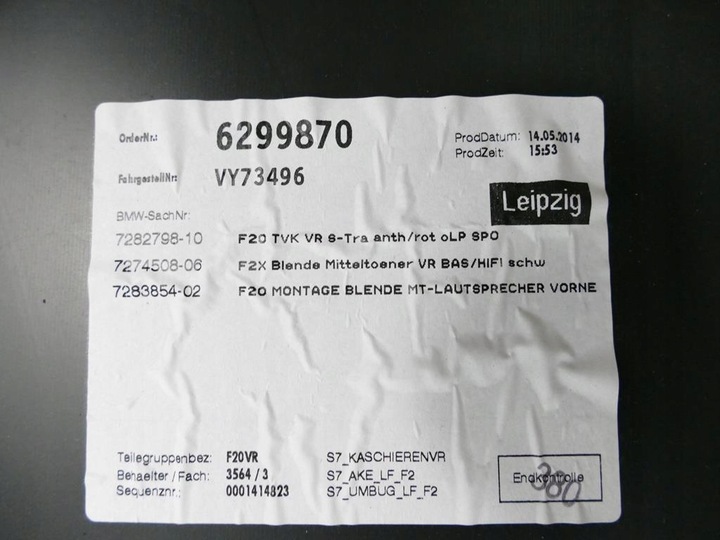 OrderNr.: 6299870 ProdDatum: 14.05.2014
ProdZeit: 15:53
FahrgestellNr: VY73496
Leipzig
BMW-SachNr:
7282798-10 F20 TVK VR S-Tra anth/rot oLP SPO
7274508-06 F2X Blende Mitteltoener VR BAS/HIFI schw
7283854-02 F20 MONTAGE BLENDE MT-LAUTSPRECHER VORNE
Teilegruppenbez: F20VR S7_KASCHIERENVR
Behaelter/Fach: 3564/3 S7_AKE_LF_F2
Sequenznr.: 0001414823 S7_UMBUG_LF_F2
Endkontrolle
380